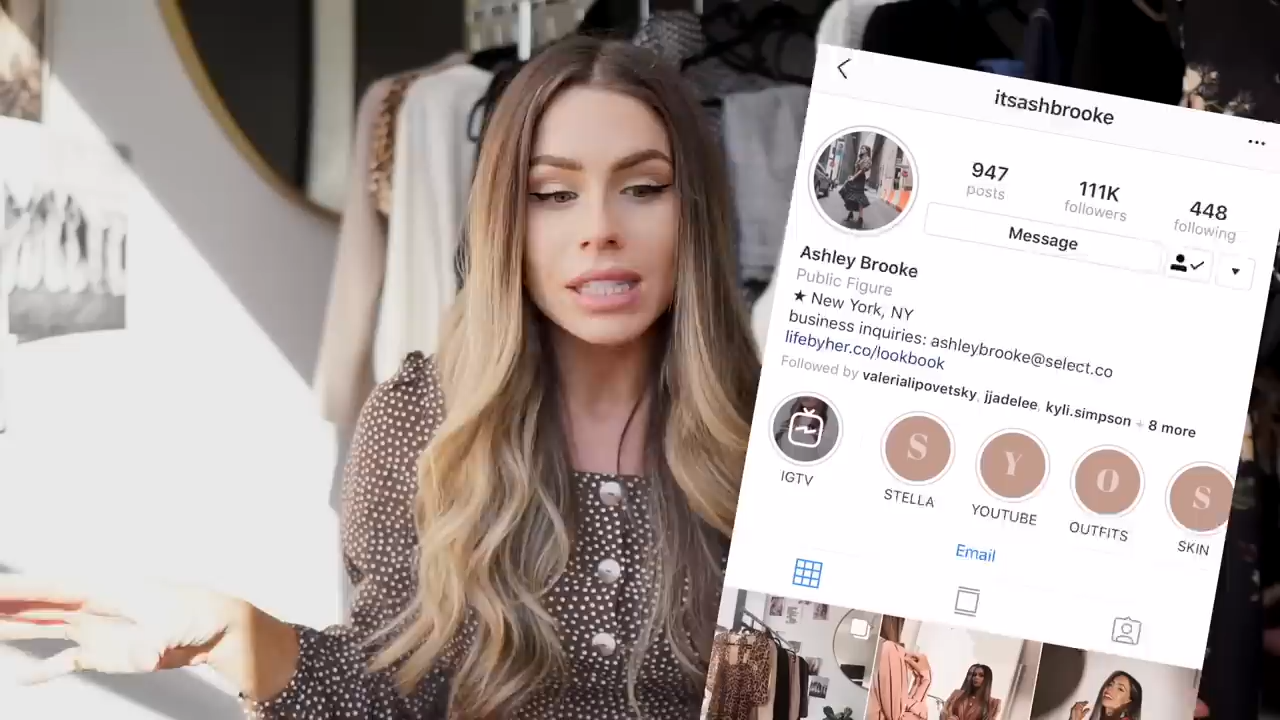 itsashbrooke
947
posts
111K
followers
448
following
Message
Ashley Brooke
Public Figure
★ New York, NY
business inquiries: ashleybrooke@select.co
lifebyher.co/lookbook
Followed by valerialipovetsky, jjadelee, kyli.simpson + 8 more
S
Y
O
S
IGTV
STELLA
YOUTUBE
OUTFITS
SKIN
Email